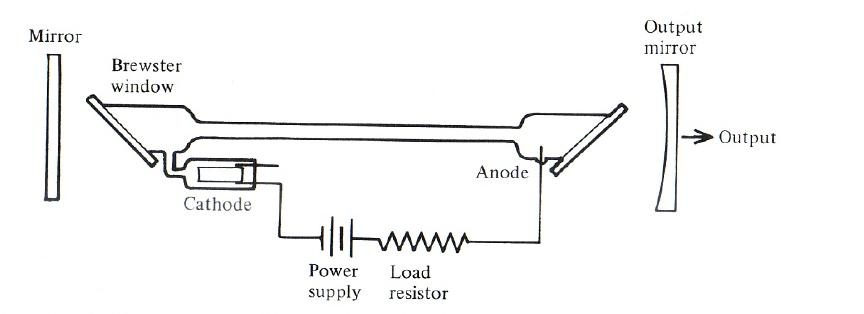 Mirror
Brewster
window
Output
mirror
Output
Anode
Cathode
Power
supply
Load
resistor